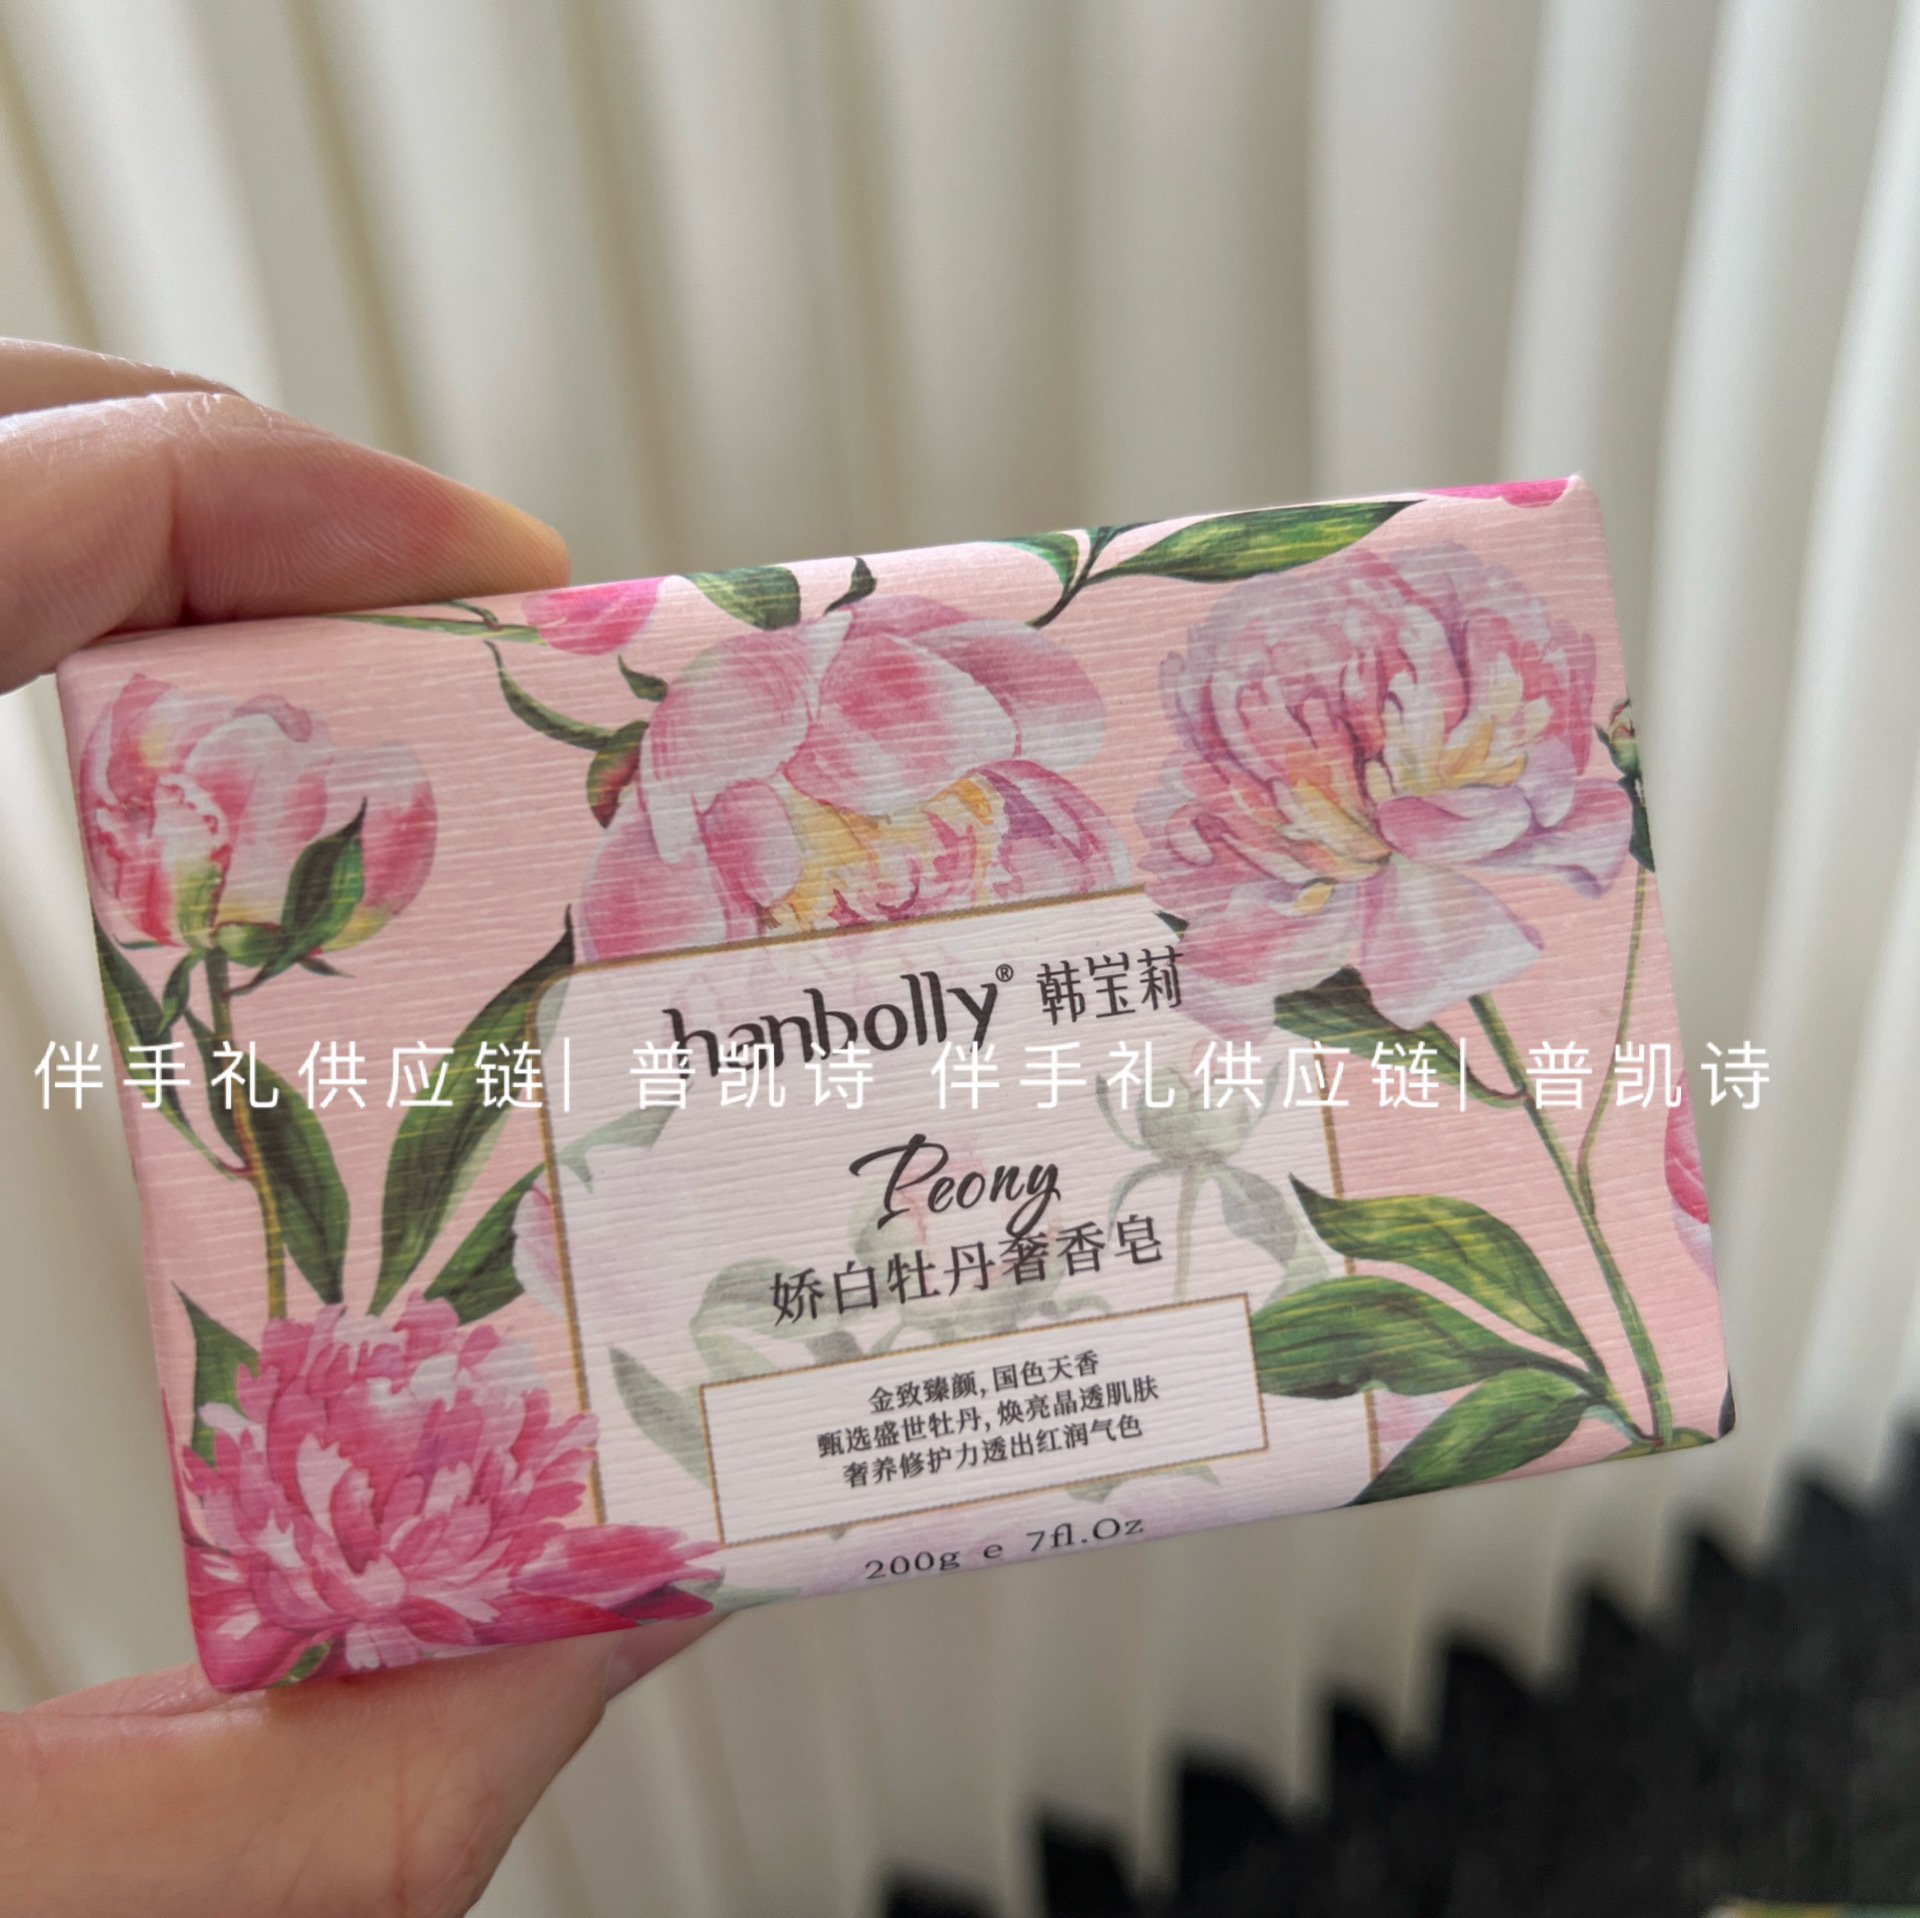 hanbolly® 韩宝莉
伴手礼供应链| 普凯诗 伴手礼供应链| 普凯诗
Peony
娇白牡丹奢香皂
金致臻颜,国色天香
甄选盛世牡丹,焕亮晶透肌肤
奢养修护力透出红润气色
200g e 7fl.Oz